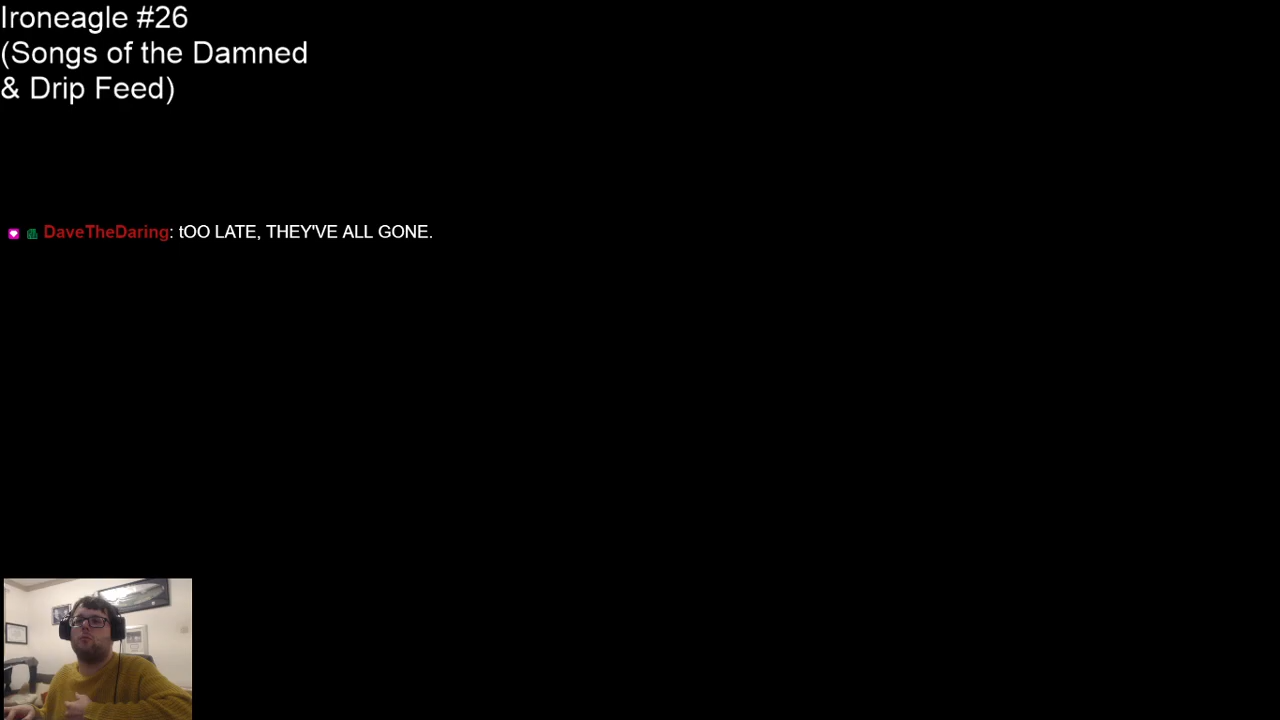 Ironeagle #26
(Songs of the Damned
& Drip Feed)
DaveTheDaring: tOO LATE, THEY'VE ALL GONE.